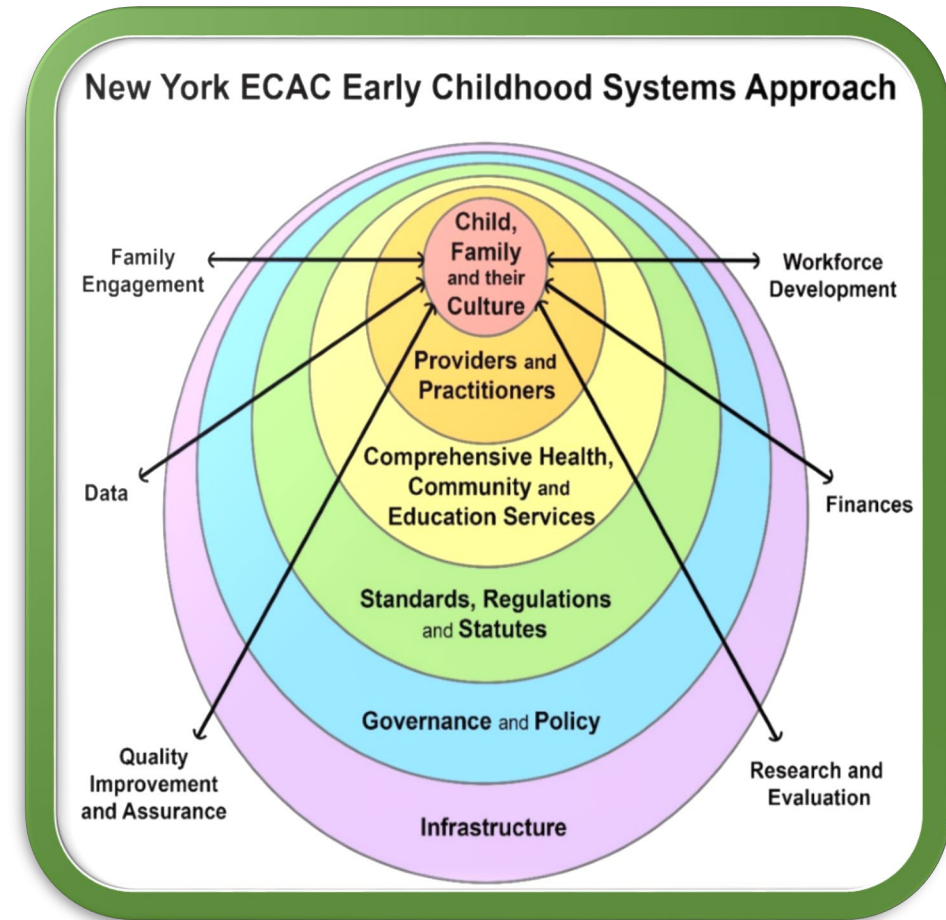 New York ECAC Early Childhood Systems Approach
Child,
Family
and their
Culture
Family
Engagement
Workforce
Development
Providers and
Practitioners
Comprehensive Health,
Community and
Education Services
Data
Finances
Standards, Regulations
and Statutes
Governance and Policy
Quality
Improvement
and Assurance
Research and
Evaluation
Infrastructure